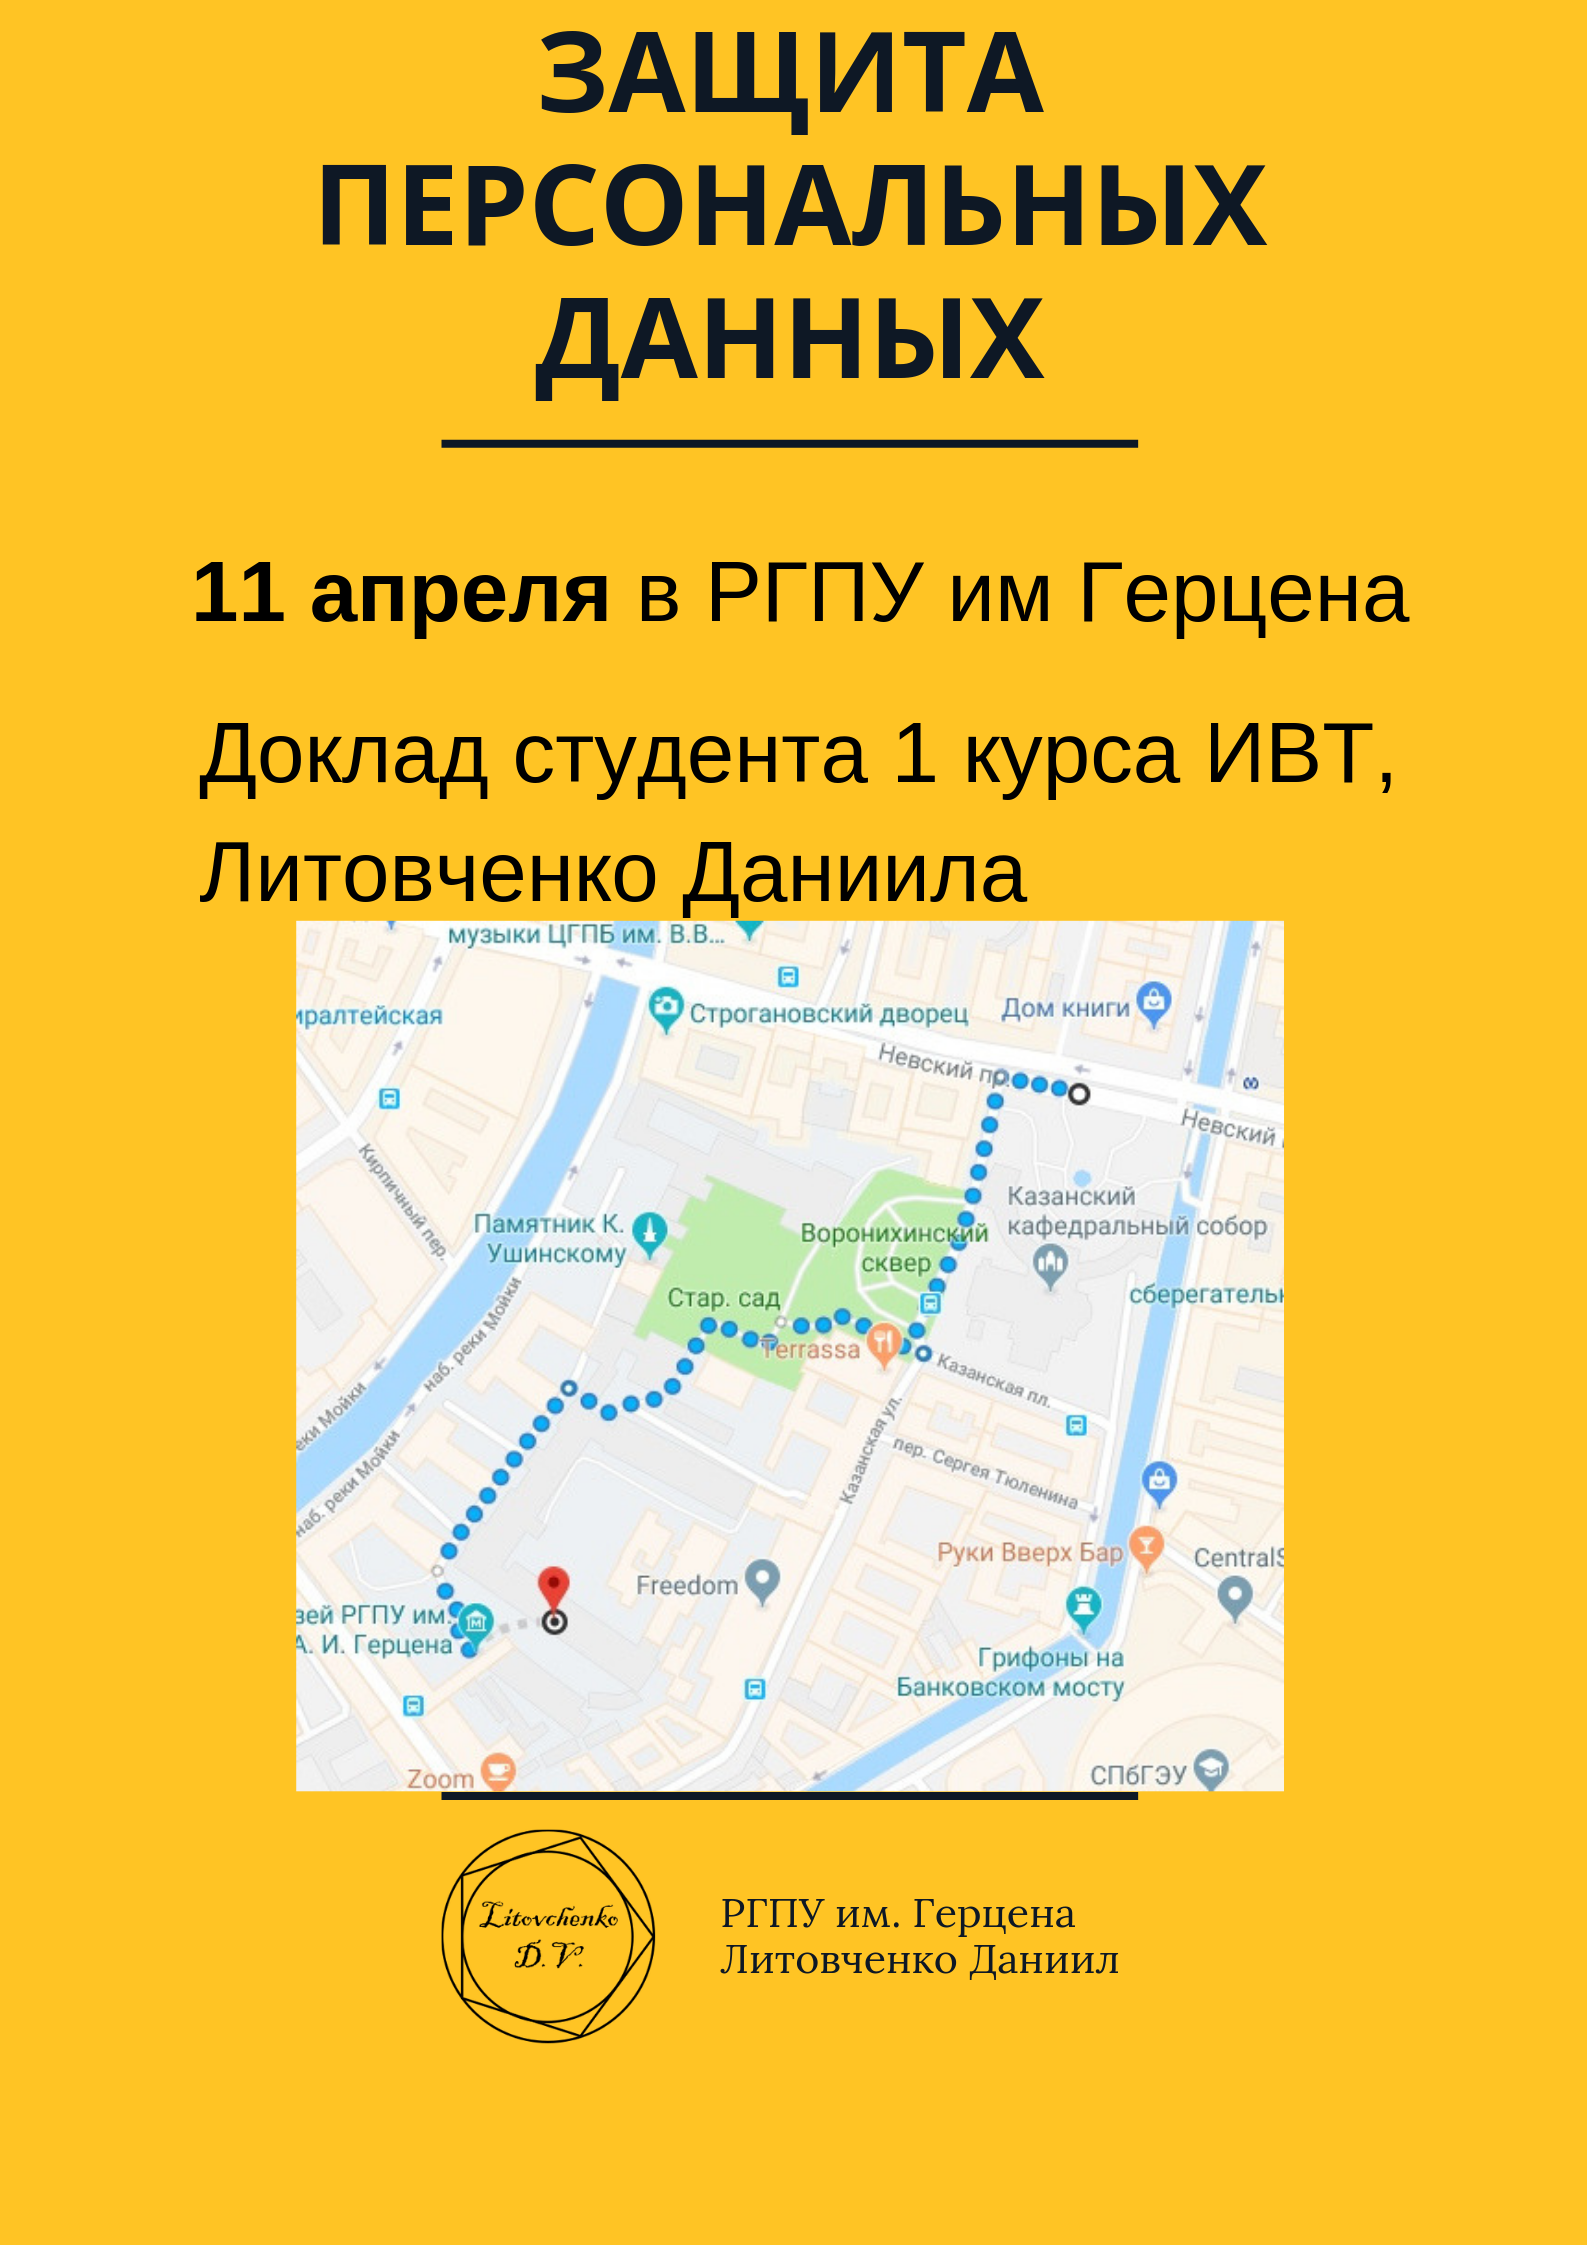 ЗАЩИТА
ПЕРСОНАЛЬНЫХ
ДАННЫХ
11 апреля в РГПУ им Герцена
Доклад студента 1 курса ИВТ,
Литовченко Даниила
музыки ЦГПБ им. В.В...
иралтейская
Строгановский дворец
Дом книги
Невский пр.
Невский
Кирпичный пер.
Памятник К.
Ушинскому
Воронихинский
сквер
Казанский
кафедральный собор
Стар. сад
сберегатель
Terrassa
наб. реки Мойки
Казанская пл.
еки Мойки
наб. реки Мойки
Казанская ул.
пер. Сергея Тюленина
Руки Вверх Бар
CentralS
Freedom
зей РГПУ им.
А. И. Герцена
Грифоны на
Банковском мосту
Zoom
СПбГЭУ
Litovchenko
D. V.
РГПУ им. Герцена
Литовченко Даниил